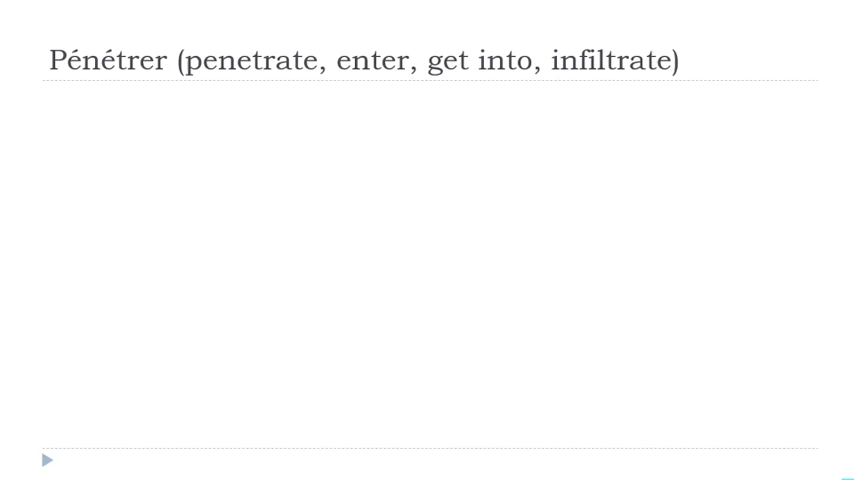 Pénétrer (penetrate, enter, get into, infiltrate)